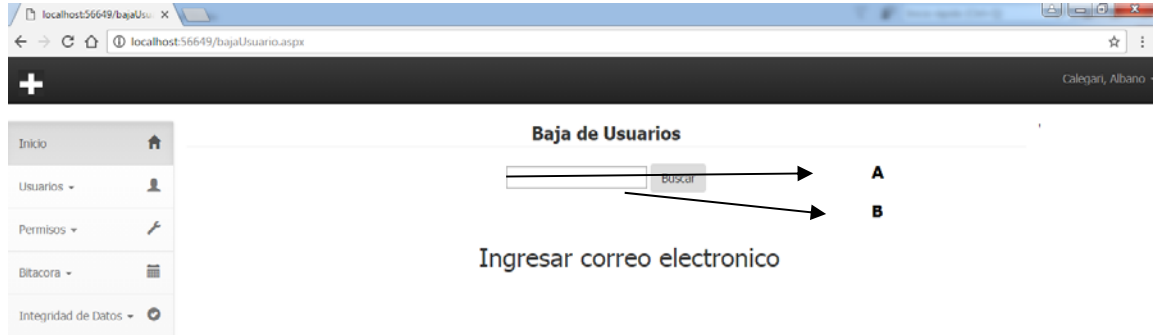 localhost:56649/bajaUsu
localhost:56649/bajaUsuario.aspx
Calegari, Albano
Baja de Usuarios
Inicio
Buscar
A
Usuarios
B
Permisos
Ingresar correo electronico
Bitacora
Integridad de Datos